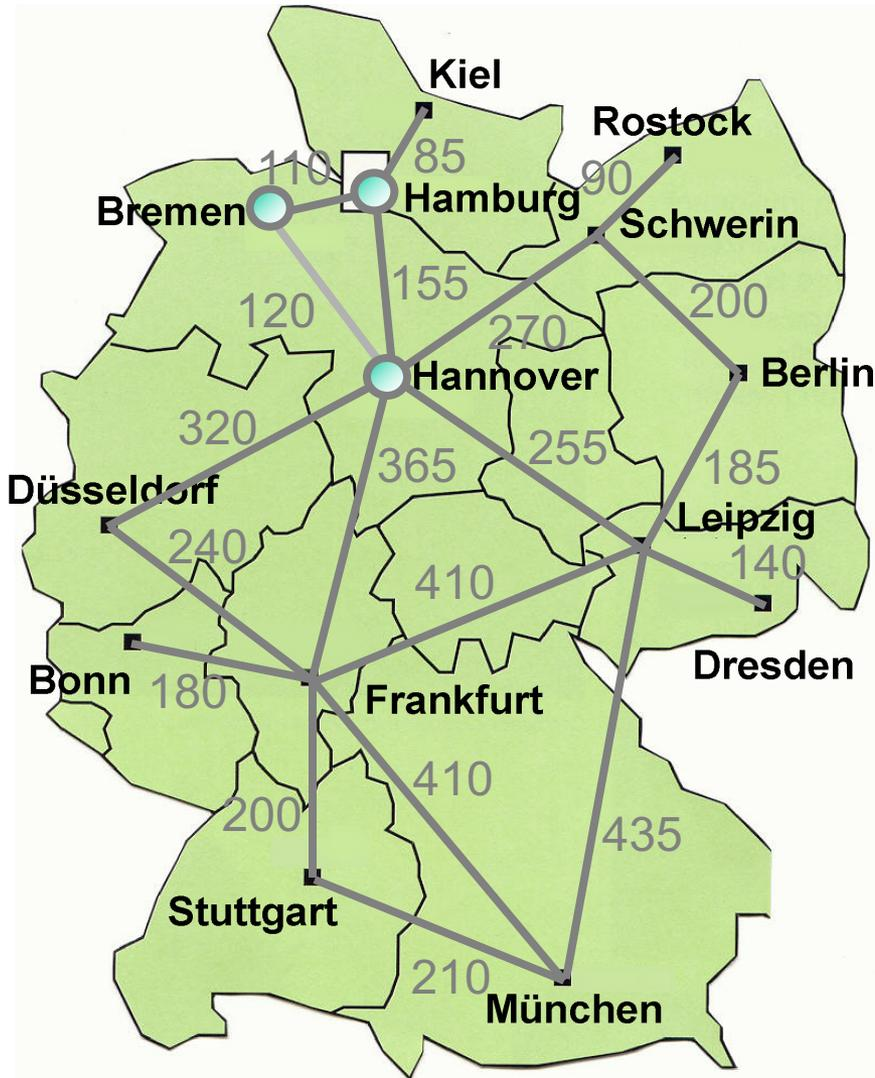 Kiel
Rostock
110
85
90
Bremen
Hamburg
Schwerin
155
200
120
270
Hannover
Berlin
320
255
365
185
Düsseldorf
Leipzig
240
140
410
Dresden
Bonn
180
Frankfurt
410
200
435
Stuttgart
210
München